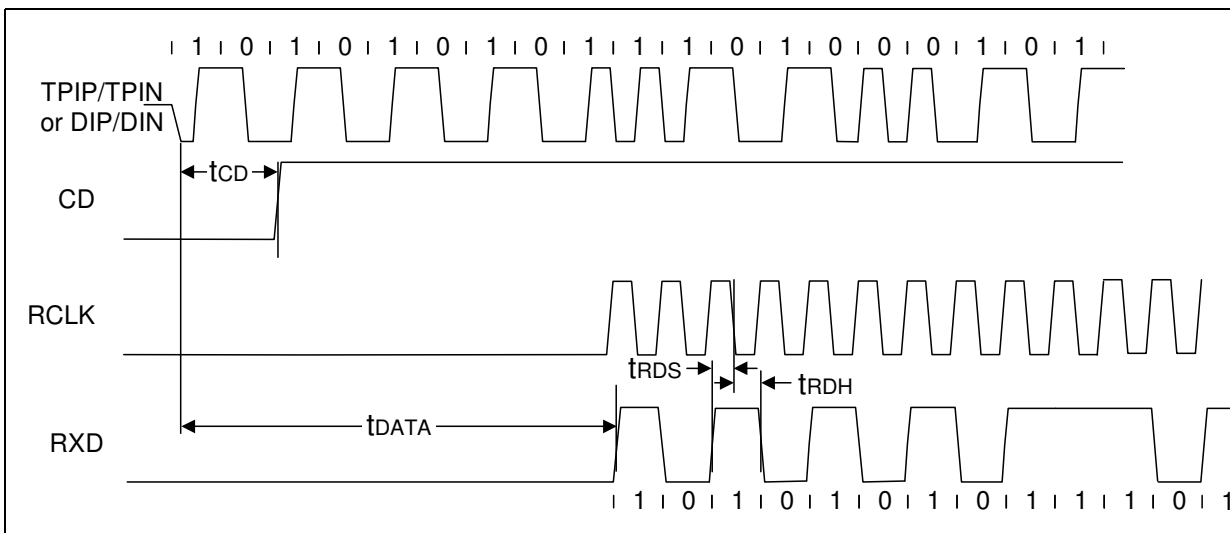 1 0 1 0 1 0 1 0 1 1 1 0 1 0 0 0 1 0 1
TPIP/TPIN
or DIP/DIN
tCD
CD
RCLK
tRDS
tRDH
tDATA
RXD
1 0 1 0 1 0 1 0 1 1 1 0 1